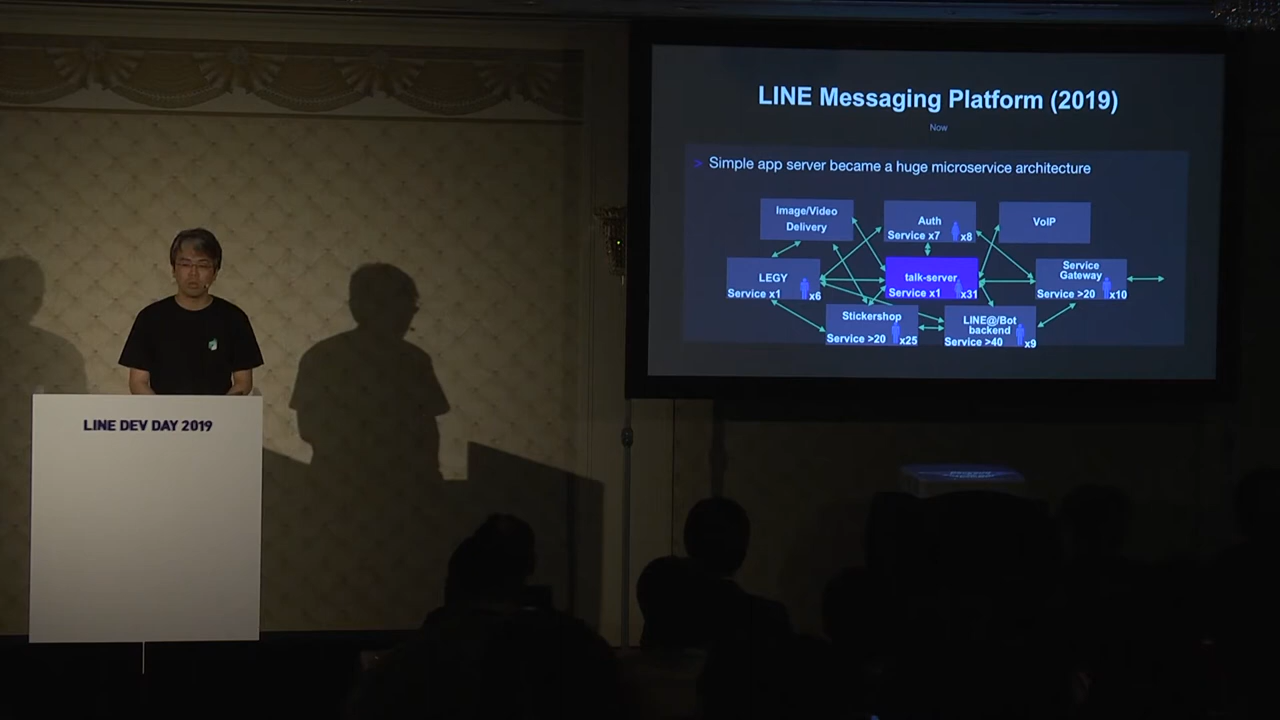 LINE Messaging Platform (2019)
Now
> Simple app server became a huge microservice architecture
Image/Video
Delivery
Auth
Service x7 x8
VoIP
LEGY
Service x1 x6
talk-server
Service x1 x31
Service
Gateway
Service >20 x10
Stickershop
Service >20 x25
LINE@/Bot
backend
Service >40 x9
LINE DEV DAY 2019